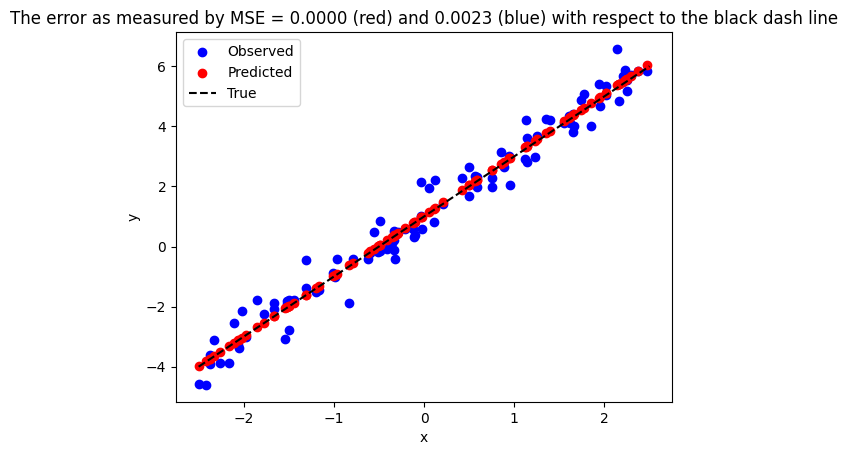 The error as measured by MSE = 0.0000 (red) and 0.0023 (blue) with respect to the black dash line
Observed
Predicted
True
y
6
4
2
0
−2
−4
−2
−1
0
1
2
x